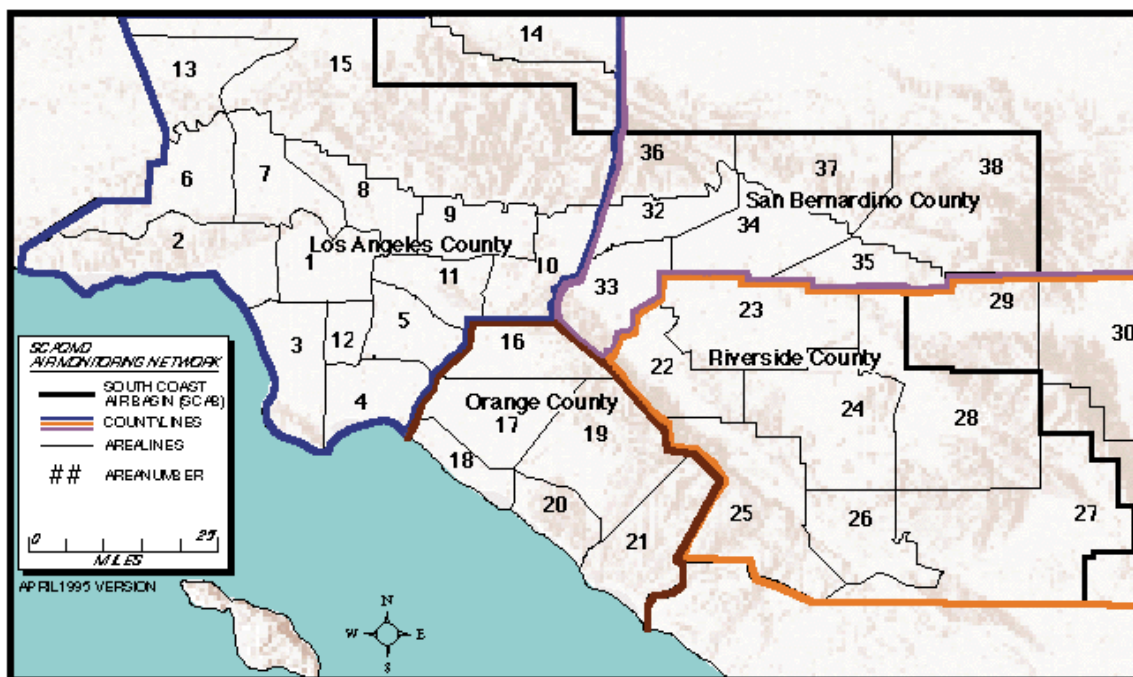 14
13
15
36
37
38
6
7
8
9
32
San Bernardino County
2
34
Los Angeles County
1
10
35
11
33
29
23
5
12
16
30
3
22
Riverside County
SCAQMD
AIR MONITORING NETWORK
SOUTH COAST
AIR BASIN (SCAB)
COUNTY LINES
AREA LINES
## AREA NUMBER
0 25
MILES
4
Orange County
24
28
17
19
18
20
25
26
27
21
APRIL 1995 VERSION
N
W E
S